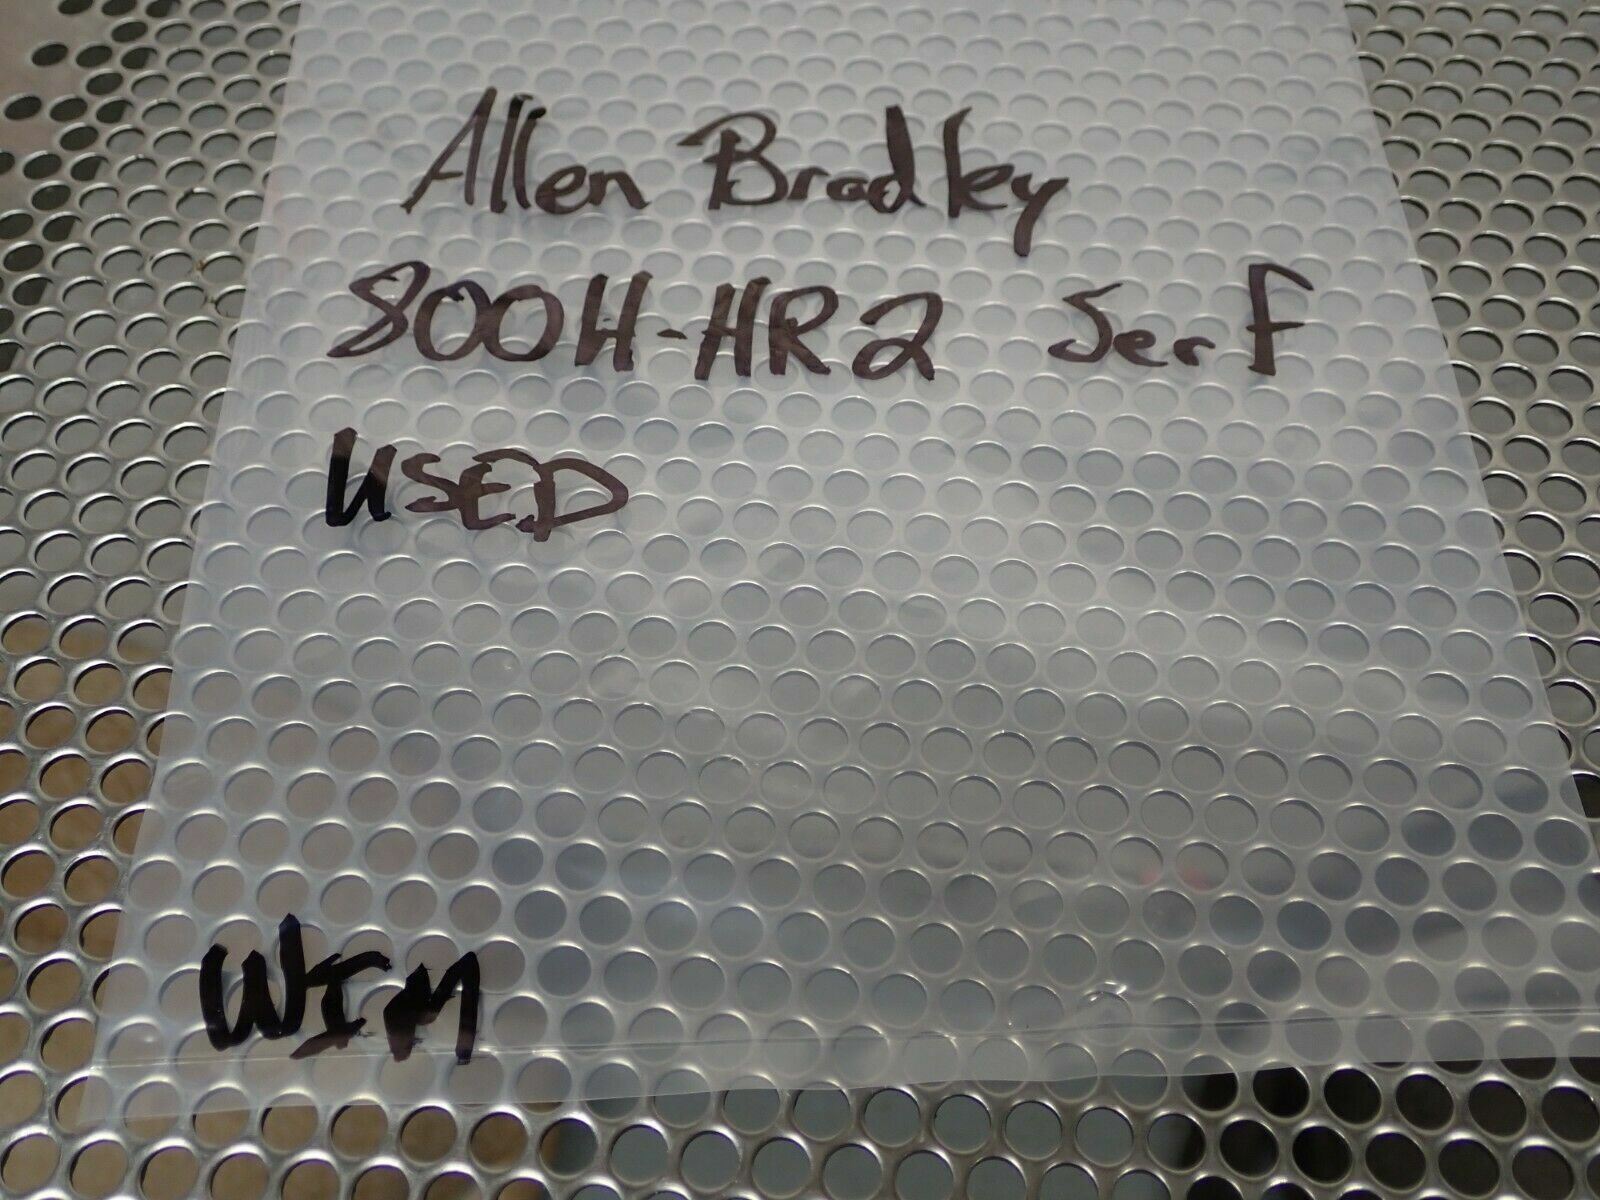 Allen Bradley
800H-HR2 Ser F
USED
WIM